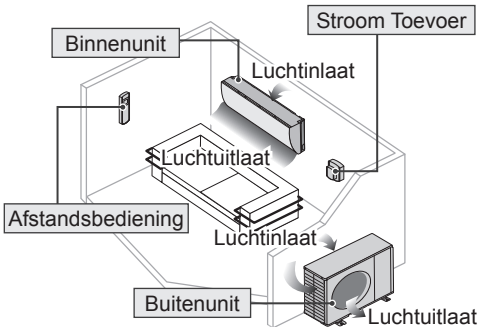 Stroom Toevoer
Binnenunit
Luchtinlaat
Luchtuitlaat
Afstandsbediening
Luchtinlaat
Buitenunit
Luchtuitlaat